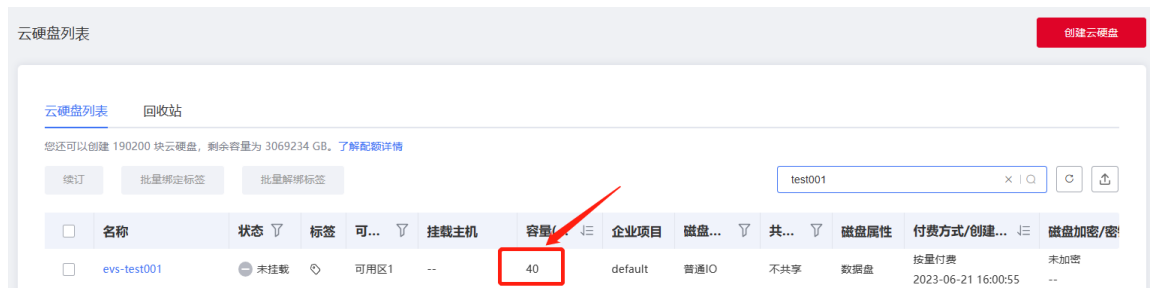 云硬盘列表
创建云硬盘
云硬盘列表 回收站
您还可以创建 190200 块云硬盘，剩余容量为 3069234 GB。了解配额详情
续订 批量绑定标签 批量解绑标签 test001
名称 状态 标签 可... 挂载主机 容量(... 企业项目 磁盘... 共... 磁盘属性 付费方式/创建... 磁盘加密/密
evs-test001 未挂载 可用区1 -- 40 default 普通IO 不共享 数据盘 按量付费 未加密
2023-06-21 16:00:55 --